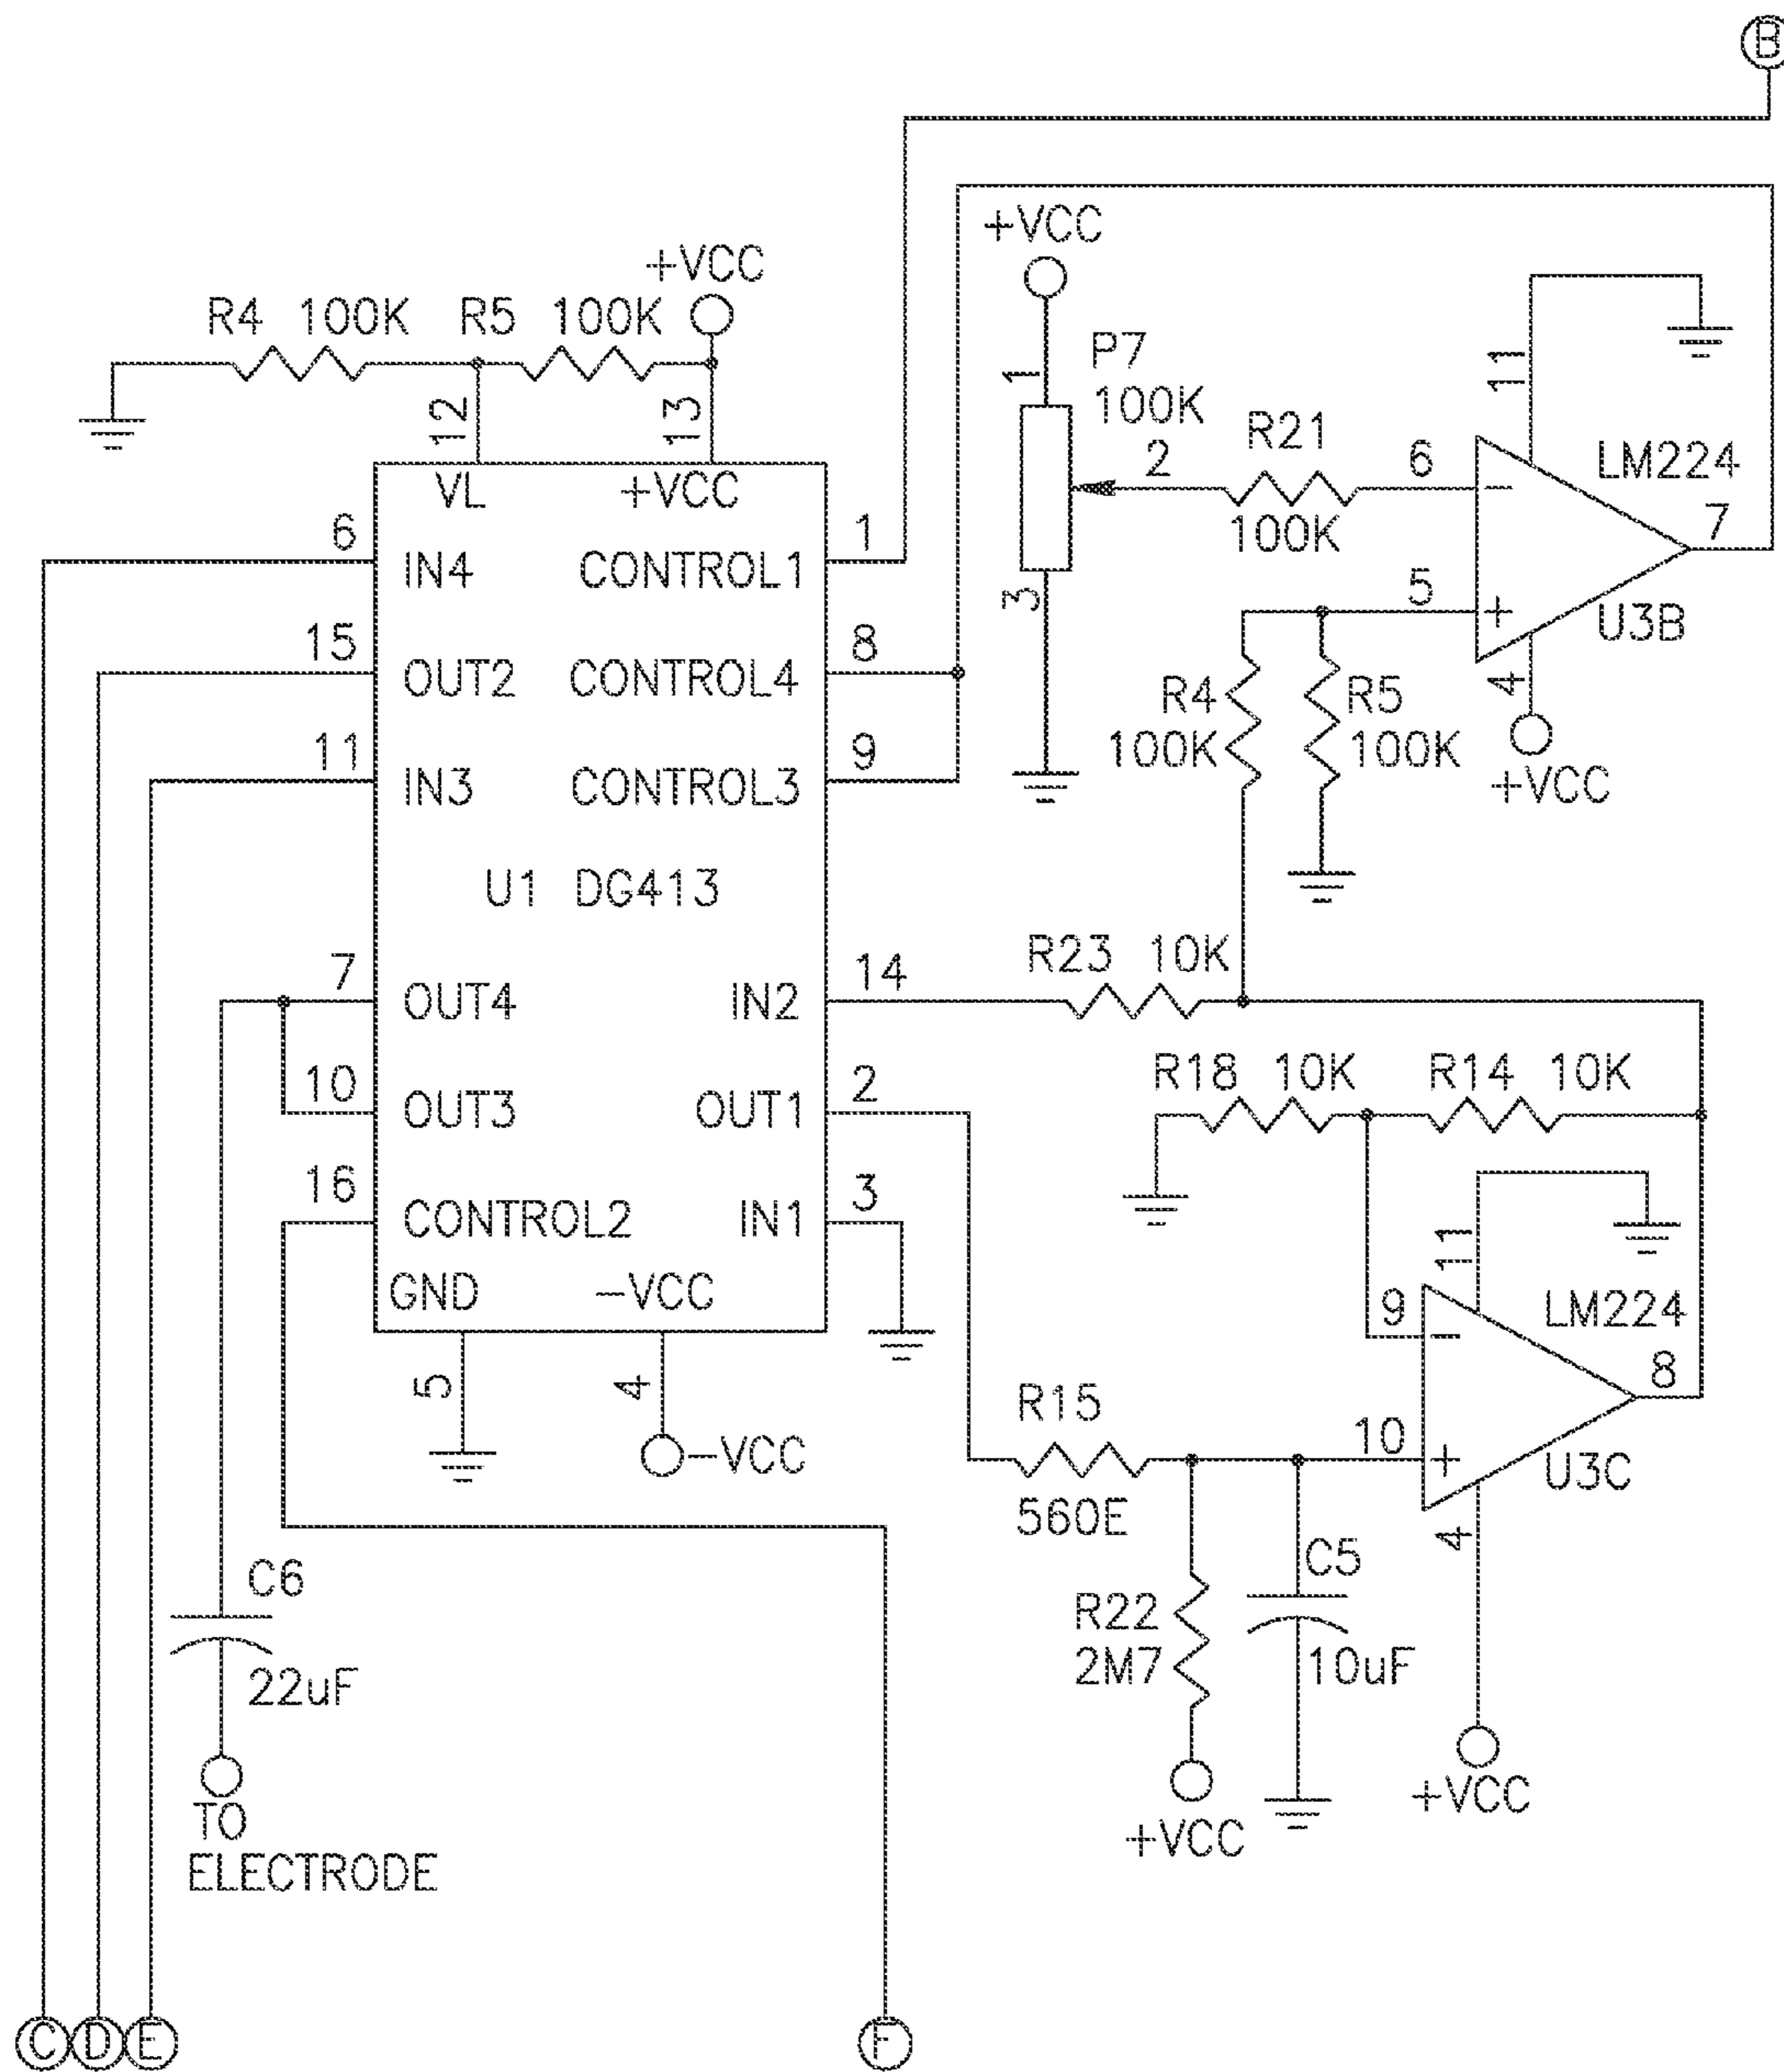 B
+VCC
+VCC
R4 100K R5 100K
P7
100K
1
2
3
R21
100K
11
LM224
6
−
7
5
+
U3B
4
+VCC
R4
100K
R5
100K
12
13
VL +VCC
6
IN4 CONTROL1
1
15
OUT2 CONTROL4
8
11
IN3 CONTROL3
9
U1 DG413
7
OUT4 IN2
14
R23 10K
10
OUT3 OUT1
2
R18 10K R14 10K
16
CONTROL2 IN1
3
GND −VCC
5
4
−VCC
11
LM224
9
−
8
10
+
U3C
4
+VCC
R15
560E
R22
2M7
+VCC
C5
10uF
C6
22uF
TO
ELECTRODE
C D E F